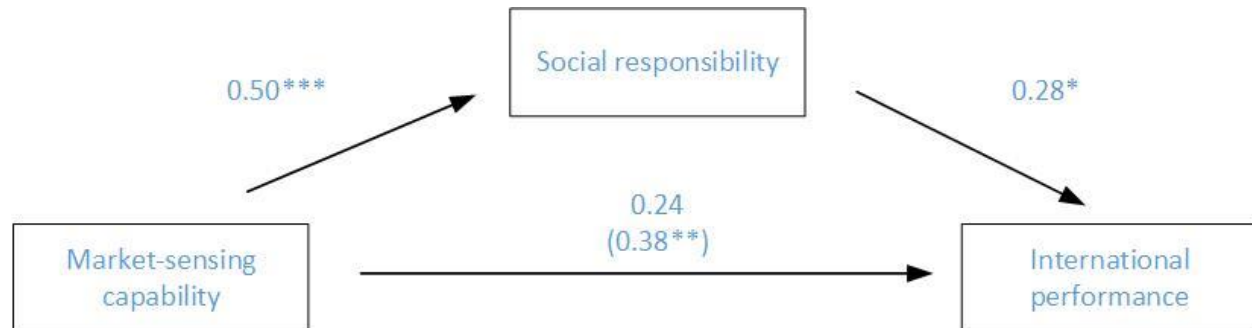 Social responsibility
0.50***
0.28*
0.24
(0.38**)
Market-sensing
capability
International
performance